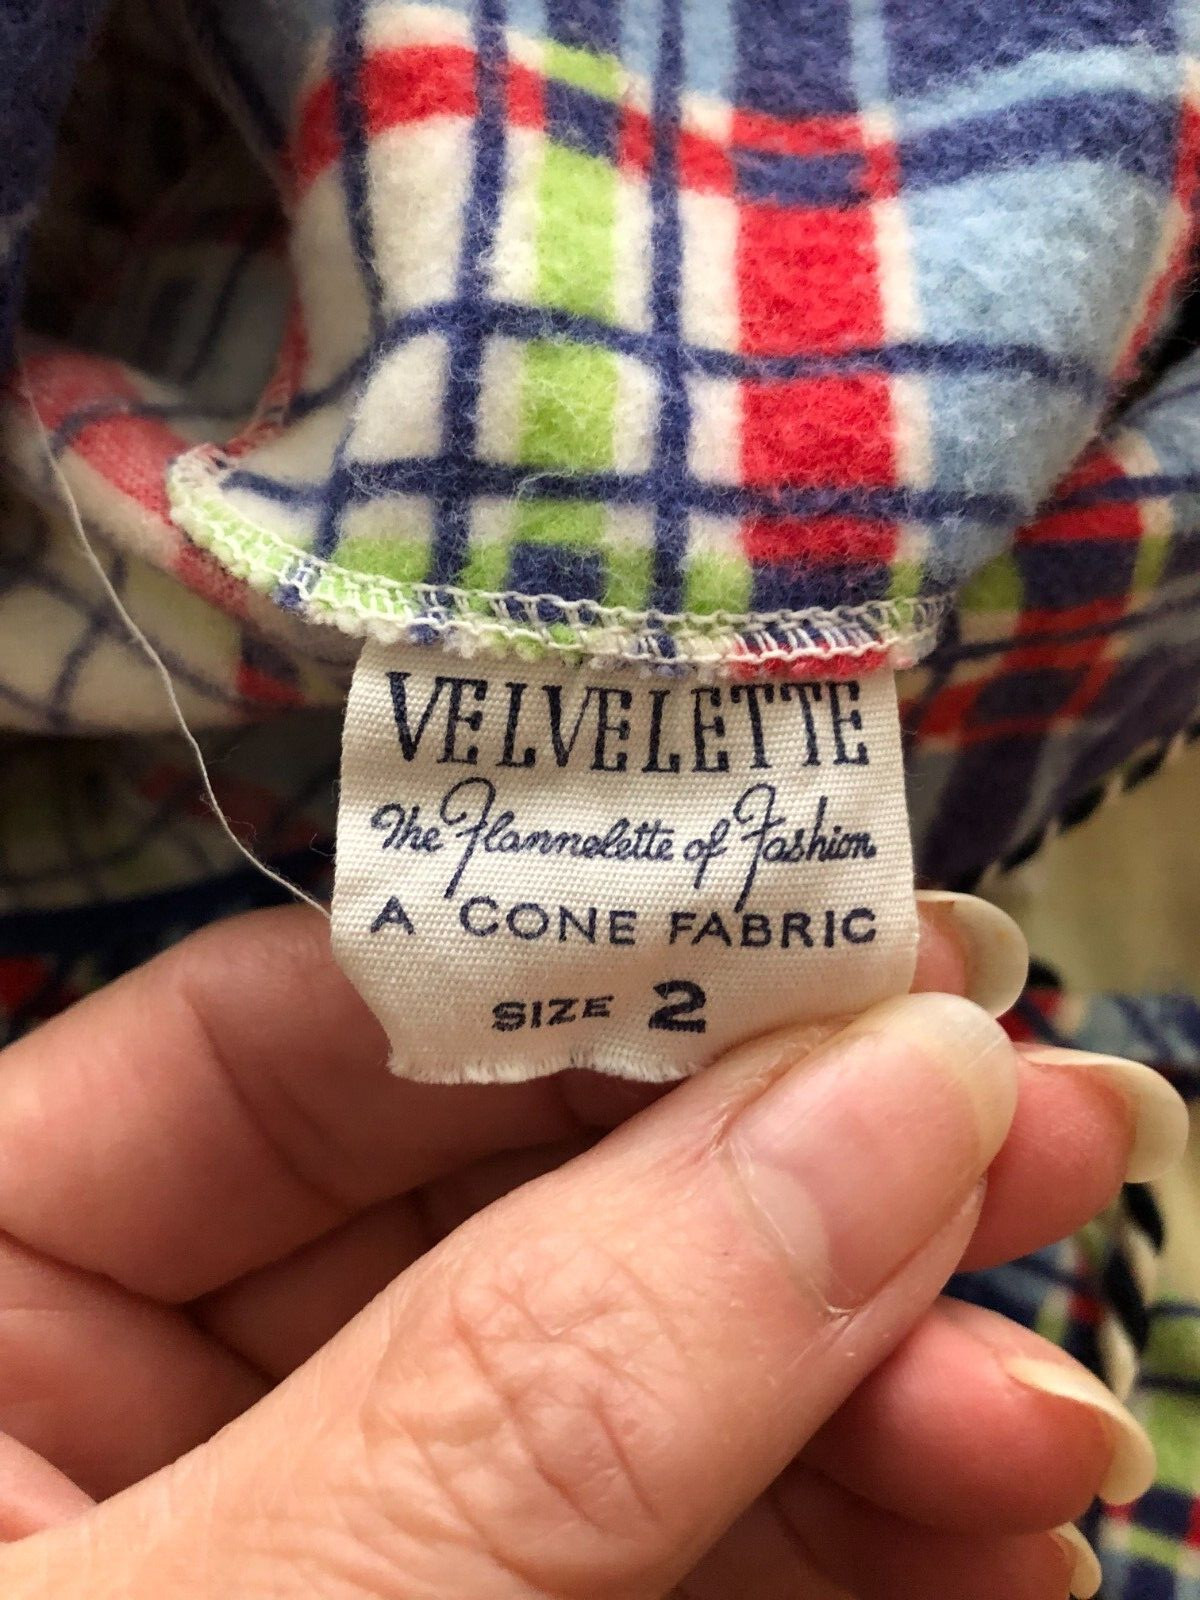 VELVELETTE
The Flannelette of Fashion
A CONE FABRIC
SIZE 2